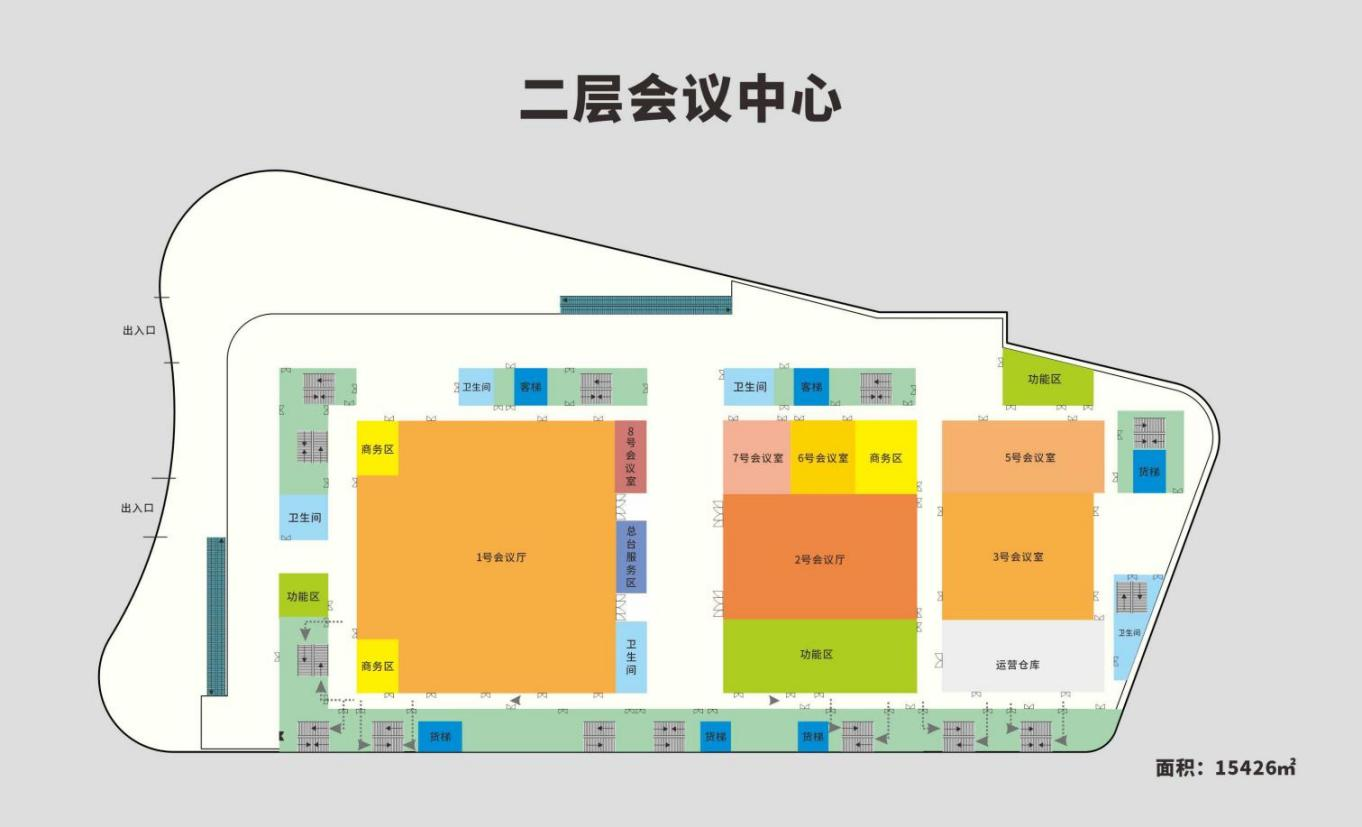 二层会议中心
出入口
出入口
卫生间
客梯
卫生间
客梯
功能区
商务区
8号会议室
7号会议室
6号会议室
商务区
5号会议室
货梯
卫生间
1号会议厅
总台服务区
2号会议厅
3号会议室
功能区
卫生间
卫生间
商务区
功能区
运营仓库
货梯
货梯
货梯
面积：15426㎡